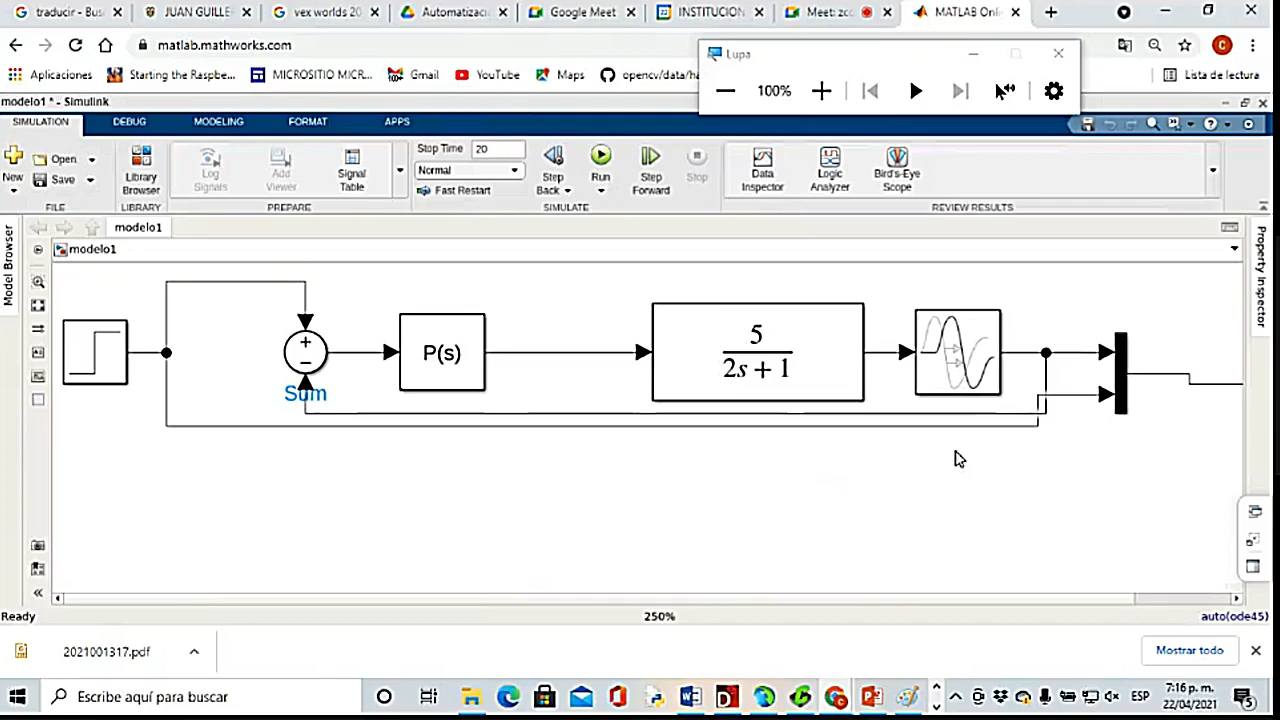 traducir - Bus
JUAN GUILLE
vex worlds 20
Automatizac
Google Meet
INSTITUCION
Meet: zco
MATLAB Onli
matlab.mathworks.com
Aplicaciones
Starting the Raspbe...
MICROSITIO MICR...
Gmail
YouTube
Maps
opencv/data/ha
Lista de lectura
Lupa
100%
modelo1 * - Simulink
SIMULATION
DEBUG
MODELING
FORMAT
APPS
New
Open
Save
FILE
Library
Browser
LIBRARY
Log
Signals
Add
Viewer
Signal
Table
PREPARE
Stop Time 20
Normal
Fast Restart
Step
Back
Run
Step
Forward
Stop
SIMULATE
Data
Inspector
Logic
Analyzer
Bird's-Eye
Scope
REVIEW RESULTS
Model Browser
modelo1
modelo1
Property Inspector
+
−
Sum
P(s)
5
2s + 1
Ready
250%
auto(ode45)
2021001317.pdf
Mostrar todo
Escribe aquí para buscar
ESP
7:16 p. m.
22/04/2021